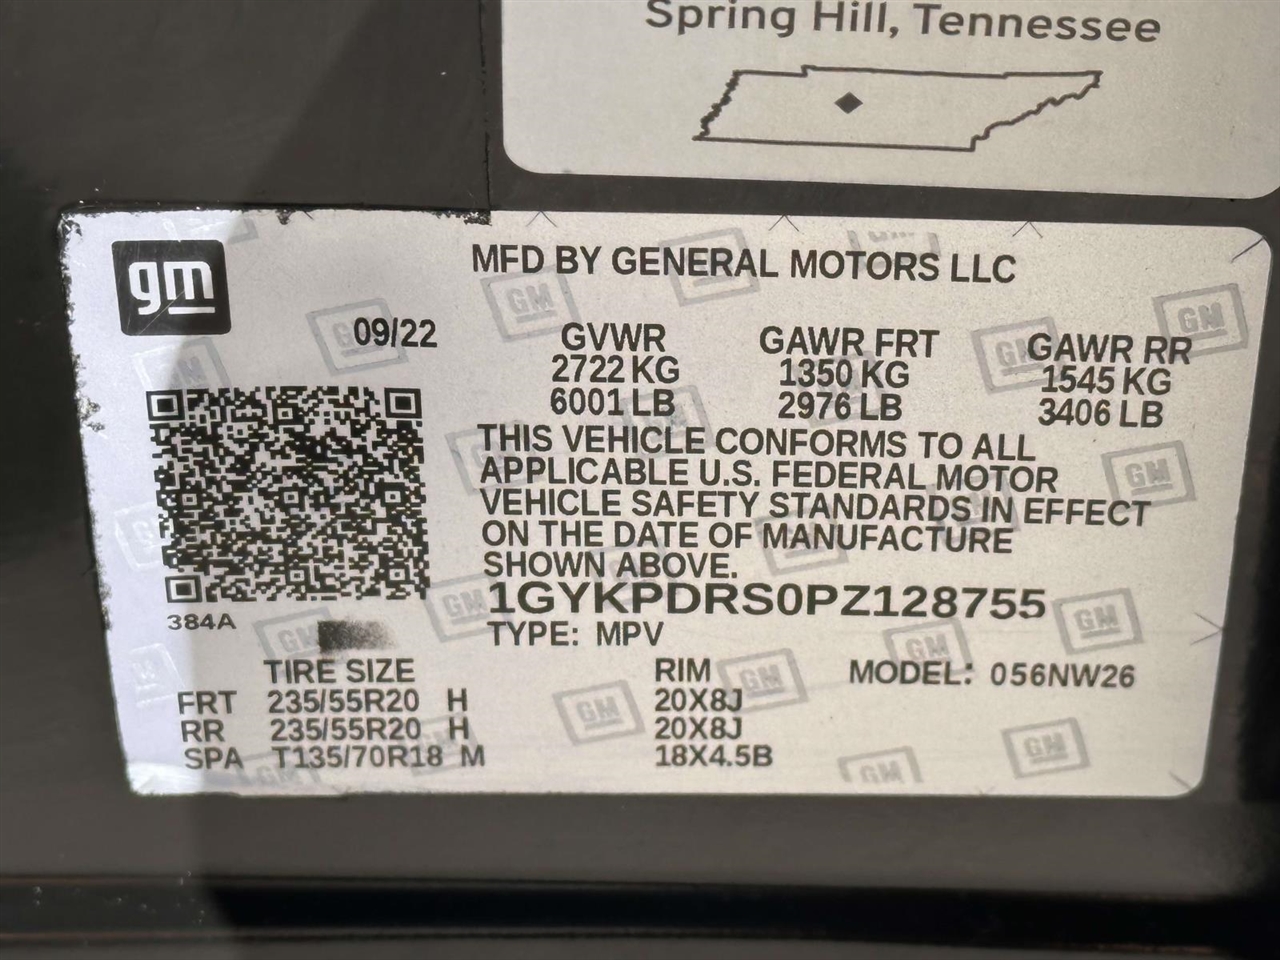 Spring Hill, Tennessee
gm
MFD BY GENERAL MOTORS LLC
09/22
GVWR GAWR FRT GAWR RR
2722 KG 1350 KG 1545 KG
6001 LB 2976 LB 3406 LB
THIS VEHICLE CONFORMS TO ALL
APPLICABLE U.S. FEDERAL MOTOR
VEHICLE SAFETY STANDARDS IN EFFECT
ON THE DATE OF MANUFACTURE
SHOWN ABOVE.
1GYKPDRS0PZ128755
384A
TYPE: MPV
TIRE SIZE RIM MODEL: 056NW26
FRT 235/55R20 H 20X8J
RR 235/55R20 H 20X8J
SPA T135/70R18 M 18X4.5B